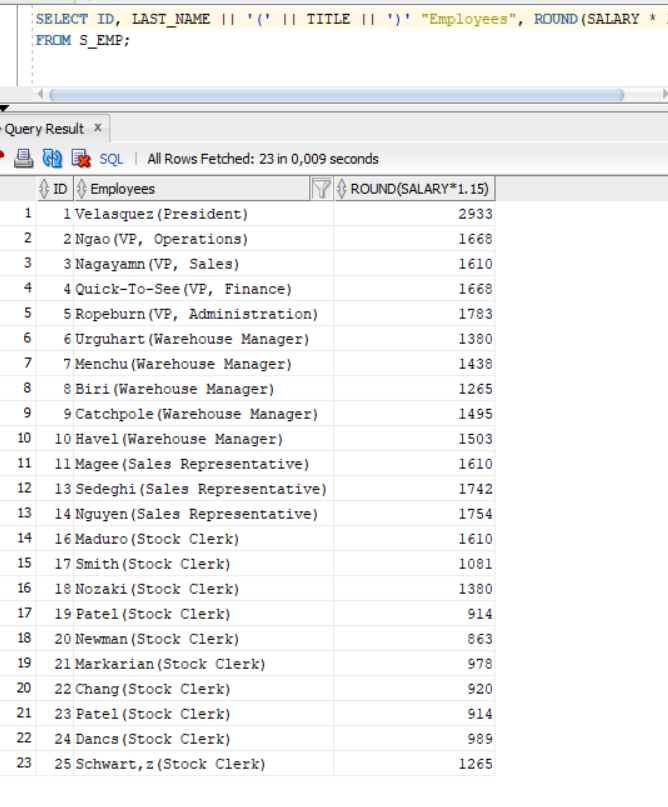 SELECT ID, LAST_NAME || '(' || TITLE || ')' "Employees", ROUND(SALARY *
FROM S_EMP;
Query Result x
SQL | All Rows Fetched: 23 in 0,009 seconds
ID Employees ROUND(SALARY*1.15)
1 1 Velasquez(President) 2933
2 2 Ngao(VP, Operations) 1668
3 3 Nagayamn(VP, Sales) 1610
4 4 Quick-To-See(VP, Finance) 1668
5 5 Ropeburn(VP, Administration) 1783
6 6 Urguhart(Warehouse Manager) 1380
7 7 Menchu(Warehouse Manager) 1438
8 8 Biri(Warehouse Manager) 1265
9 9 Catchpole(Warehouse Manager) 1495
10 10 Havel(Warehouse Manager) 1503
11 11 Magee(Sales Representative) 1610
12 13 Sedeghi(Sales Representative) 1742
13 14 Nguyen(Sales Representative) 1754
14 16 Maduro(Stock Clerk) 1610
15 17 Smith(Stock Clerk) 1081
16 18 Nozaki(Stock Clerk) 1380
17 19 Patel(Stock Clerk) 914
18 20 Newman(Stock Clerk) 863
19 21 Markarian(Stock Clerk) 978
20 22 Chang(Stock Clerk) 920
21 23 Patel(Stock Clerk) 914
22 24 Dancs(Stock Clerk) 989
23 25 Schwart,z(Stock Clerk) 1265